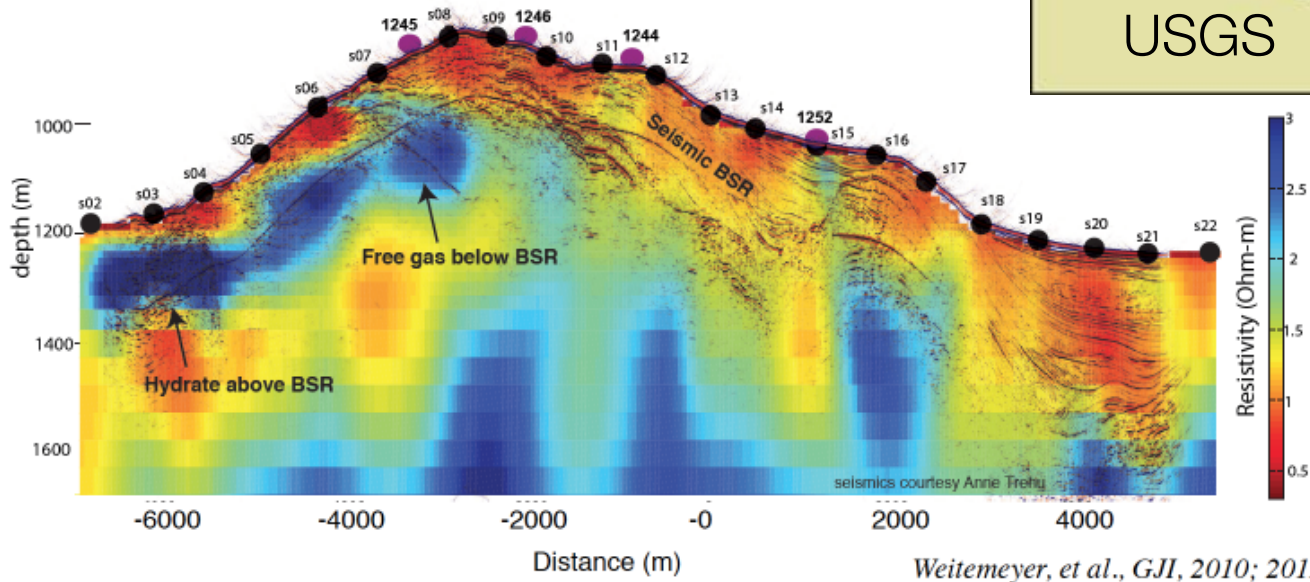 USGS
s08
s09
1246
1245
s10
s11
1244
s12
s07
s06
s13
s14
1252
s15
s16
s05
s17
s04
s03
s02
s18
s19
s20
s21
s22
1000
1200
1400
1600
depth (m)
Seismic BSR
Free gas below BSR
Hydrate above BSR
seismics courtesy Anne Trehu
-6000
-4000
-2000
-0
2000
4000
Distance (m)
3
2.5
2
1.5
1
0.5
Resistivity (Ohm-m)
Weitemeyer, et al., GJI, 2010; 201